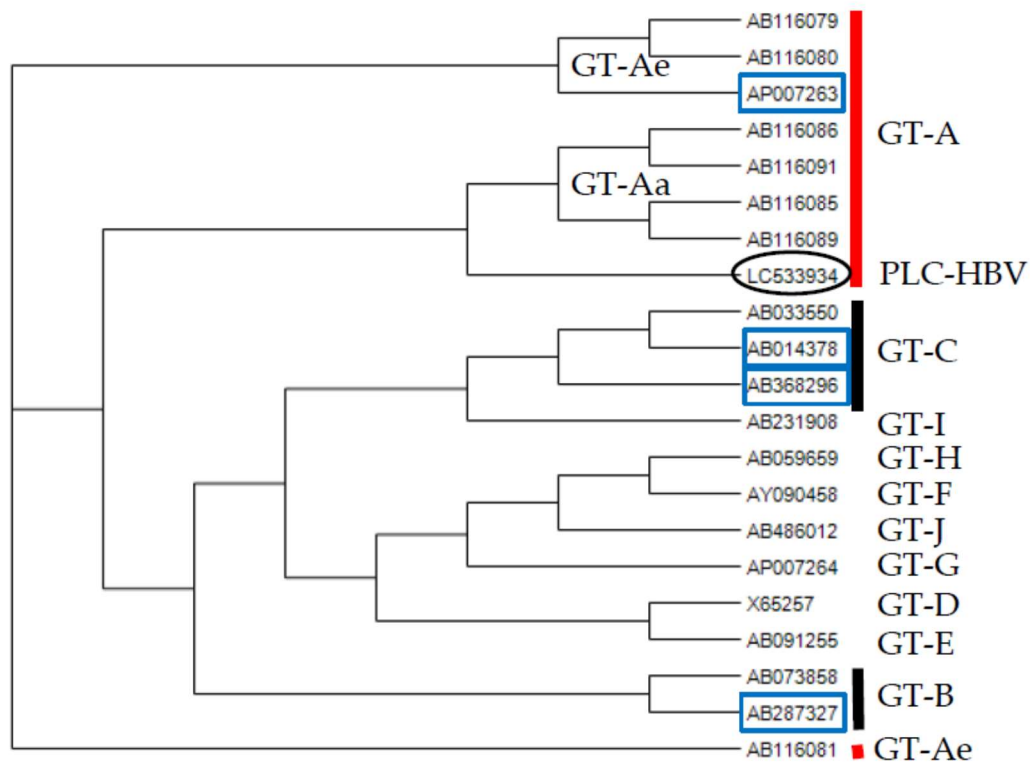 AB116079
AB116080
GT-Ae
AP007263
AB116086
GT-A
AB116091
GT-Aa
AB116085
AB116089
LC533934 PLC-HBV
AB033550
AB014378 GT-C
AB368296
AB231908 GT-I
AB059659 GT-H
AY090458 GT-F
AB486012 GT-J
AP007264 GT-G
X65257 GT-D
AB091255 GT-E
AB073858
GT-B
AB287327
AB116081 GT-Ae